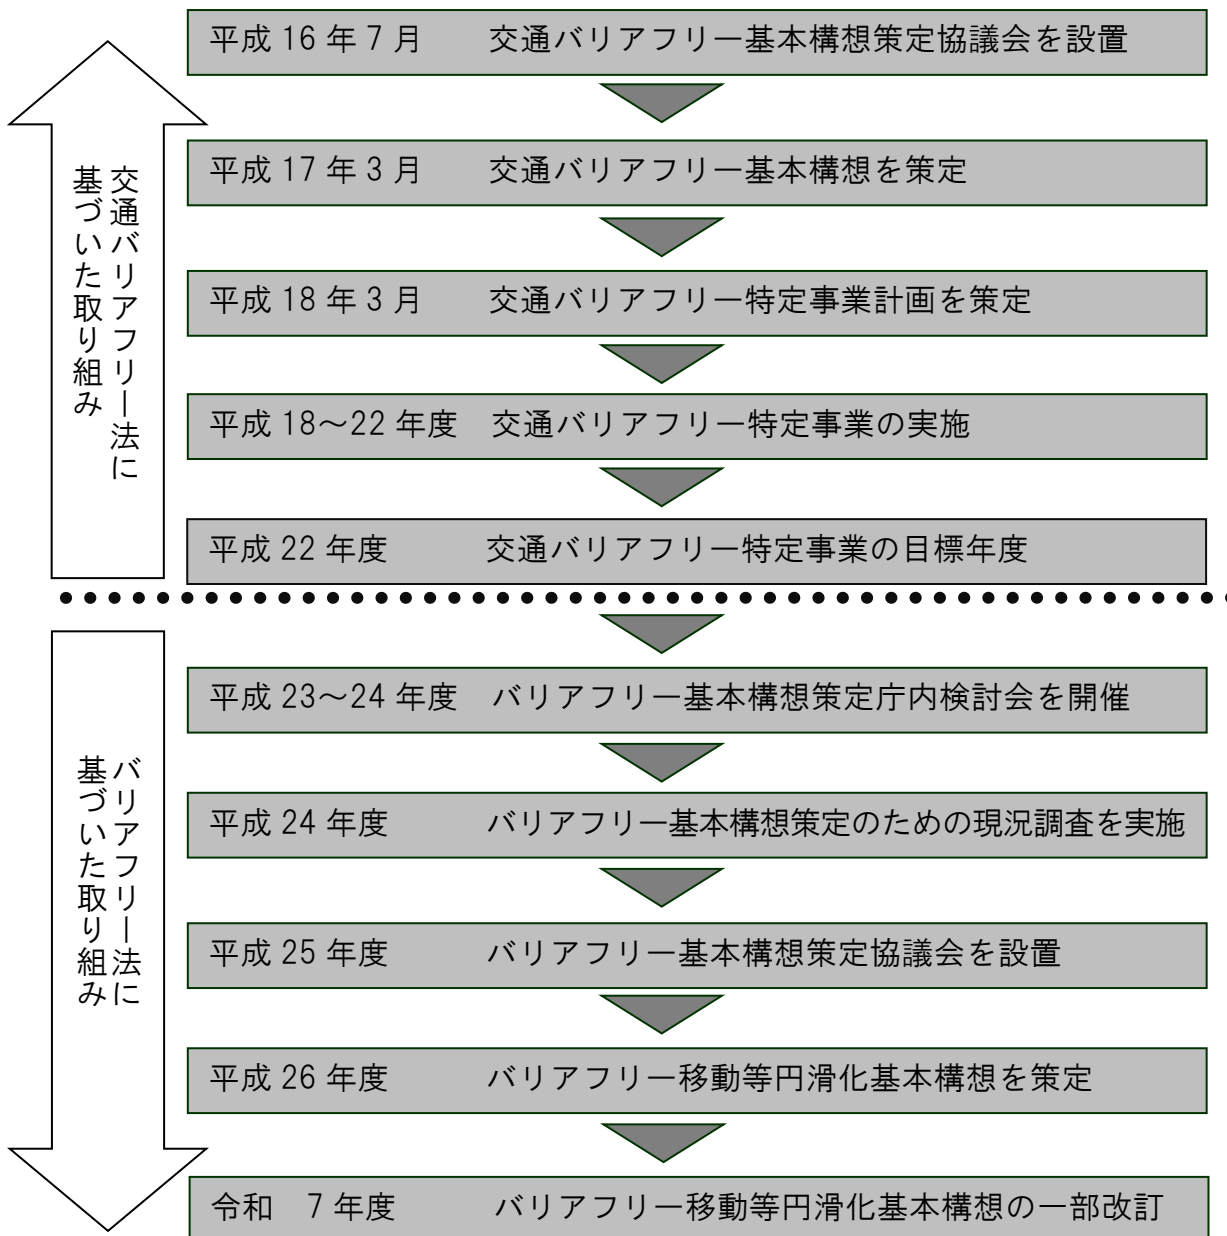 交通バリアフリー法に
基づいた取り組み
平成 16 年 7 月　交通バリアフリー基本構想策定協議会を設置
平成 17 年 3 月　交通バリアフリー基本構想を策定
平成 18 年 3 月　交通バリアフリー特定事業計画を策定
平成 18～22 年度　交通バリアフリー特定事業の実施
平成 22 年度　交通バリアフリー特定事業の目標年度
バリアフリー法に
基づいた取り組み
平成 23～24 年度　バリアフリー基本構想策定庁内検討会を開催
平成 24 年度　バリアフリー基本構想策定のための現況調査を実施
平成 25 年度　バリアフリー基本構想策定協議会を設置
平成 26 年度　バリアフリー移動等円滑化基本構想を策定
令和　7 年度　バリアフリー移動等円滑化基本構想の一部改訂